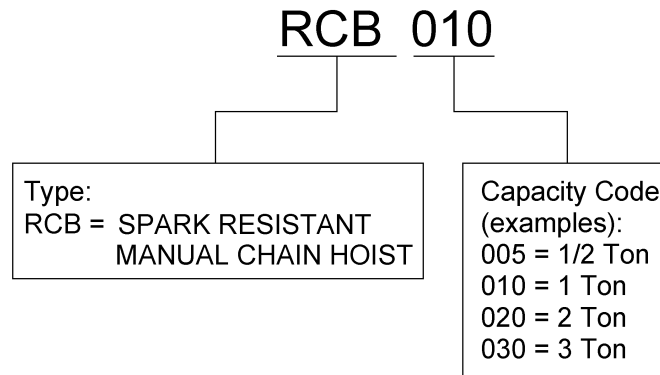 RCB 010
Type:
RCB = SPARK RESISTANT
MANUAL CHAIN HOIST
Capacity Code
(examples):
005 = 1/2 Ton
010 = 1 Ton
020 = 2 Ton
030 = 3 Ton